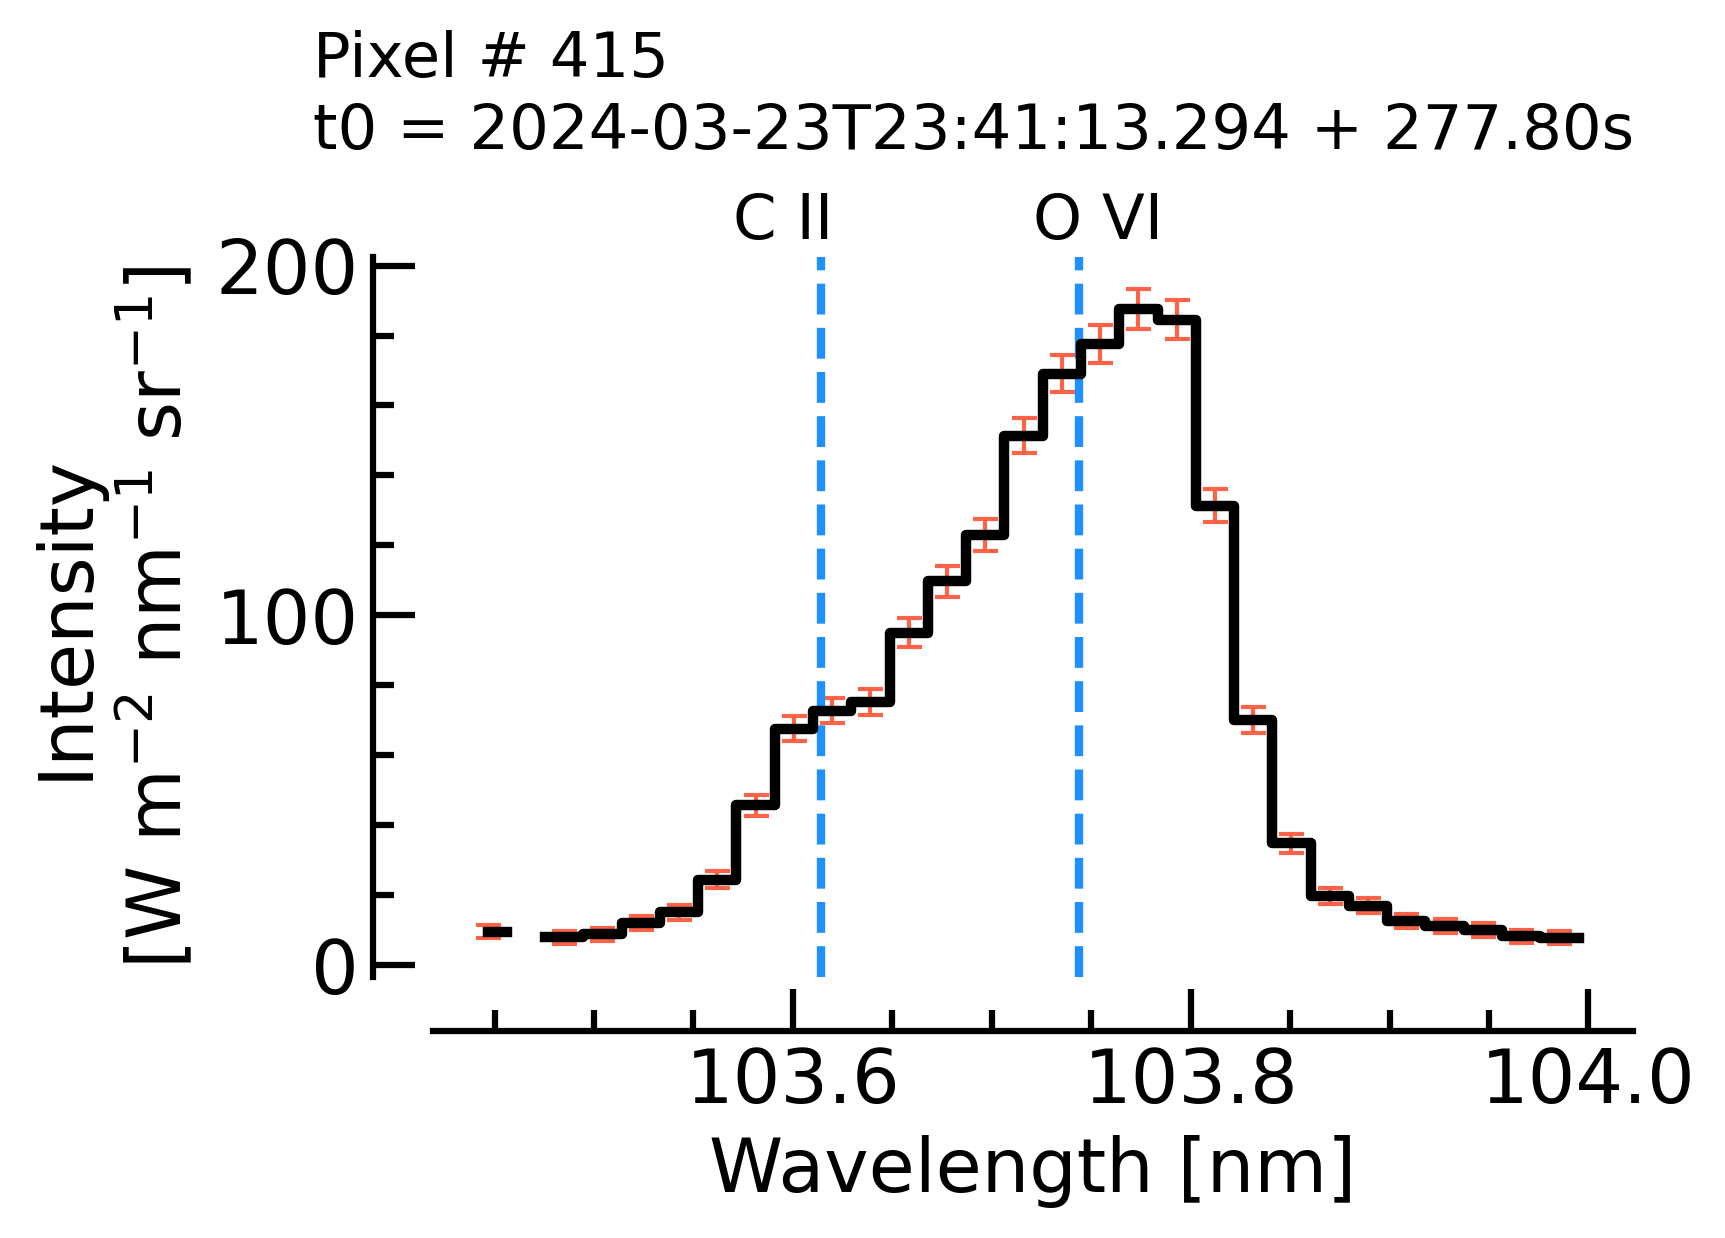 Pixel # 415
t0 = 2024-03-23T23:41:13.294 + 277.80s
C II
O VI
200
100
0
Intensity
[W m⁻² nm⁻¹ sr⁻¹]
103.6
103.8
104.0
Wavelength [nm]